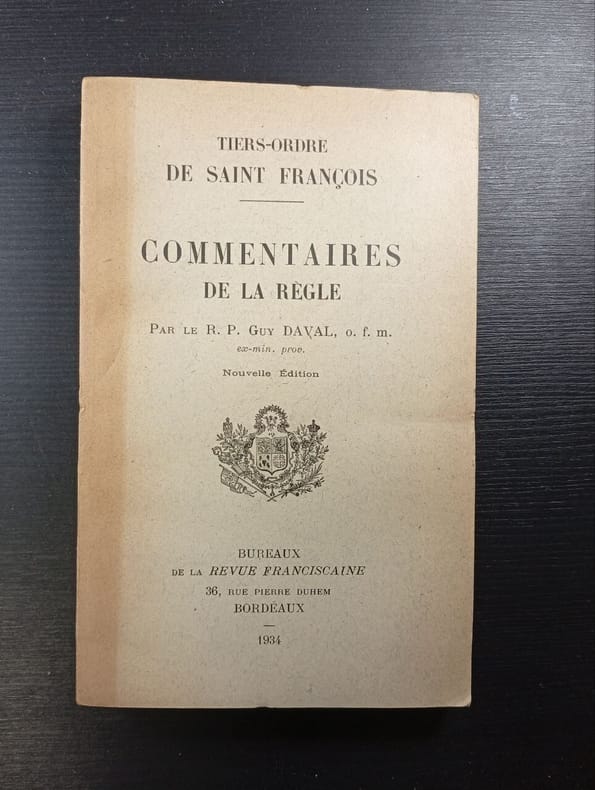 TIERS-ORDRE
DE SAINT FRANÇOIS
COMMENTAIRES
DE LA RÈGLE
PAR LE R. P. GUY DAVAL, o. f. m.
ex-min. prov.
Nouvelle Édition
BUREAUX
DE LA REVUE FRANCISCAINE
36, RUE PIERRE DUHEM
BORDEAUX
1934